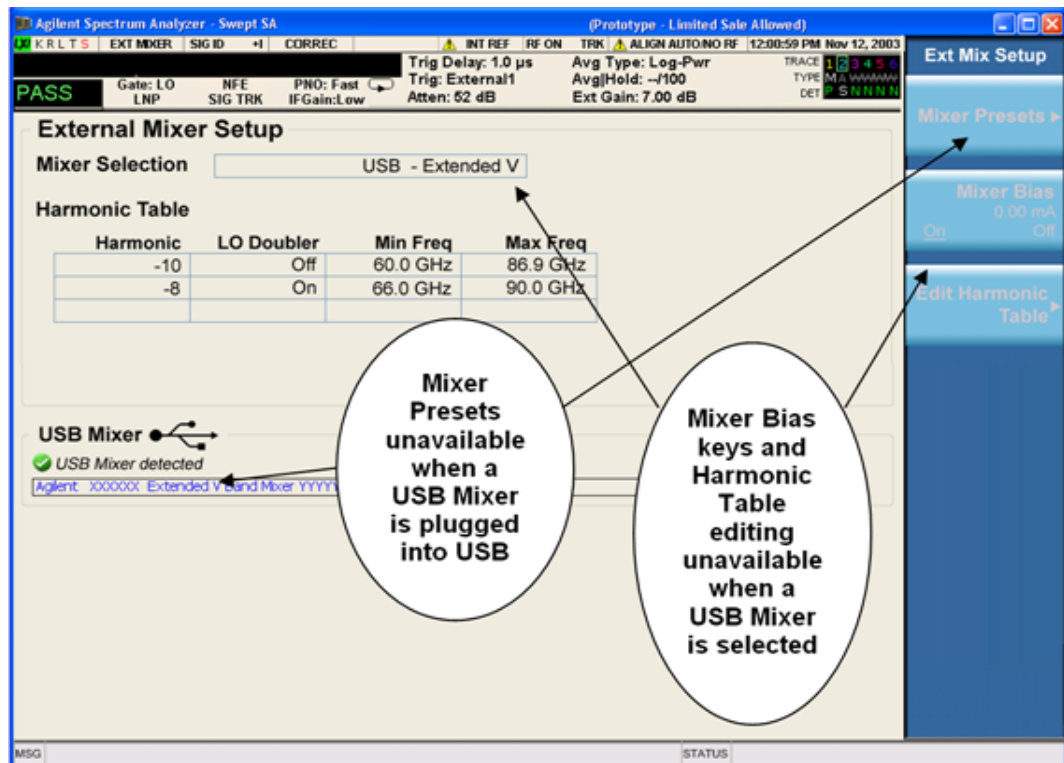 Agilent Spectrum Analyzer - Swept SA (Prototype - Limited Sale Allowed)
LXI K R L T S EXT MIXER SIG ID +I CORREC INT REF RF ON TRK ALIGN AUTO/NO RF 12:00:59 PM Nov 12, 2003
Ext Mix Setup
Trig Delay: 1.0 µs Avg Type: Log-Pwr TRACE 1 2 3 4 5 6
PASS Gate: LO NFE PNO: Fast Trig: External1 Avg|Hold: --/100 TYPE M A WWWWW
LNP SIG TRK IFGain:Low Atten: 52 dB Ext Gain: 7.00 dB DET P S N N N N
Mixer Presets
External Mixer Setup
Mixer Selection USB - Extended V
Mixer Bias
0.00 mA
On Off
Harmonic Table
Harmonic LO Doubler Min Freq Max Freq
-10 Off 60.0 GHz 86.9 GHz
-8 On 66.0 GHz 90.0 GHz
Edit Harmonic
Table
Mixer
Presets
unavailable
when a
USB Mixer
is plugged
into USB
Mixer Bias
keys and
Harmonic
Table
editing
unavailable
when a
USB Mixer
is selected
USB Mixer
USB Mixer detected
Agilent XXXXXX Extended V Band Mixer
MSG STATUS